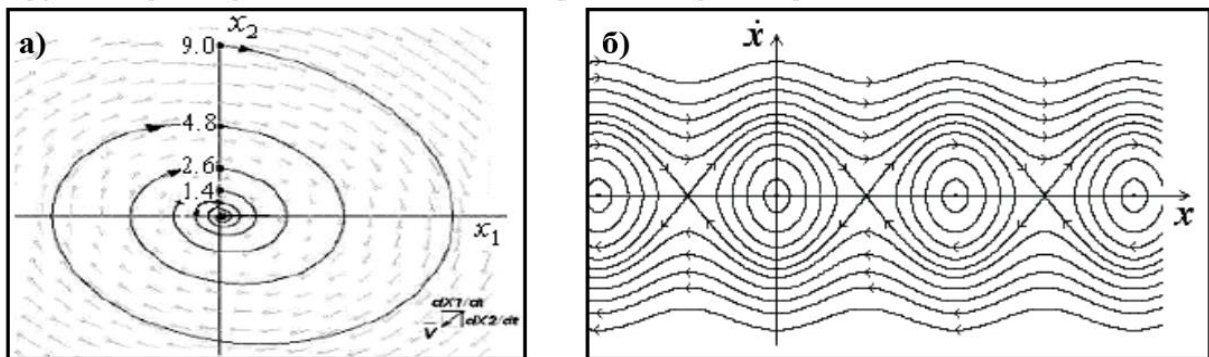 а)
x₂
9.0
4.8
2.6
1.4
x₁
dX1/dt
dX2/dt
V
б)
ẋ
x